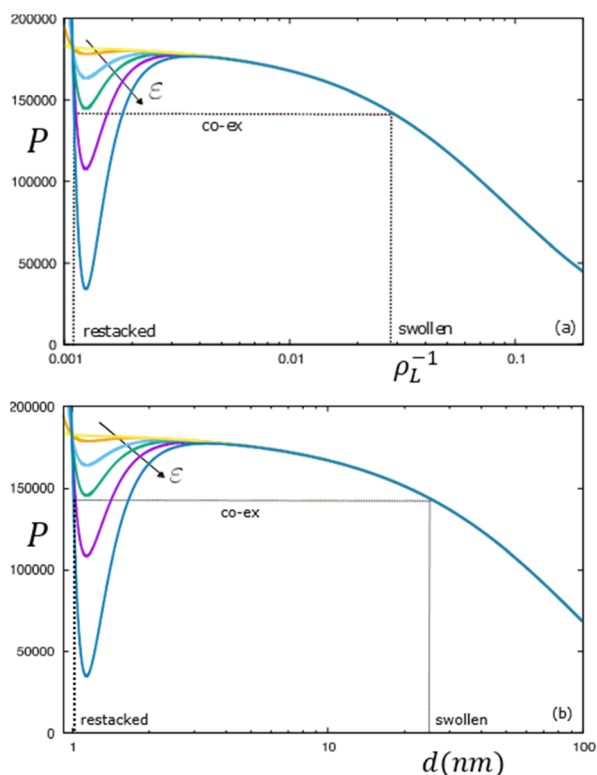 200000
150000
P
100000
50000
0
ε
co-ex
restacked
swollen
(a)
0.001
0.01
0.1
ρ_L^{-1}
200000
150000
P
100000
50000
0
ε
co-ex
restacked
swollen
(b)
1
10
100
d(nm)